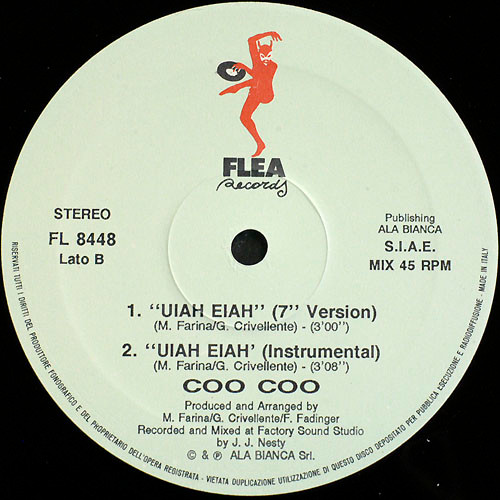 FLEA
Records
STEREO
FL 8448
Lato B
Publishing
ALA BIANCA
S.I.A.E.
MIX 45 RPM
1. “UIAH EIAH” (7” Version)
(M. Farina/G. Crivellente) - (3'00”)
2. “UIAH EIAH’ (Instrumental)
(M. Farina/G. Crivellente) - (3'08”)
COO COO
Produced and Arranged by
M. Farina/G. Crivellente/F. Fadinger
Recorded and Mixed at Factory Sound Studio
by J. J. Nesty
© & ℗ ALA BIANCA Srl.
RISERVATI TUTTI I DIRITTI DEL PRODUTTORE FONOGRAFICO E DEL PROPRIETARIO DELL'OPERA REGISTRATA - VIETATA DUPLICAZIONE UTILIZZAZIONE DI QUESTO DISCO DEPOSITATO PER PUBBLICA ESECUZIONE E RADIODIFFUSIONE - MADE IN ITALY